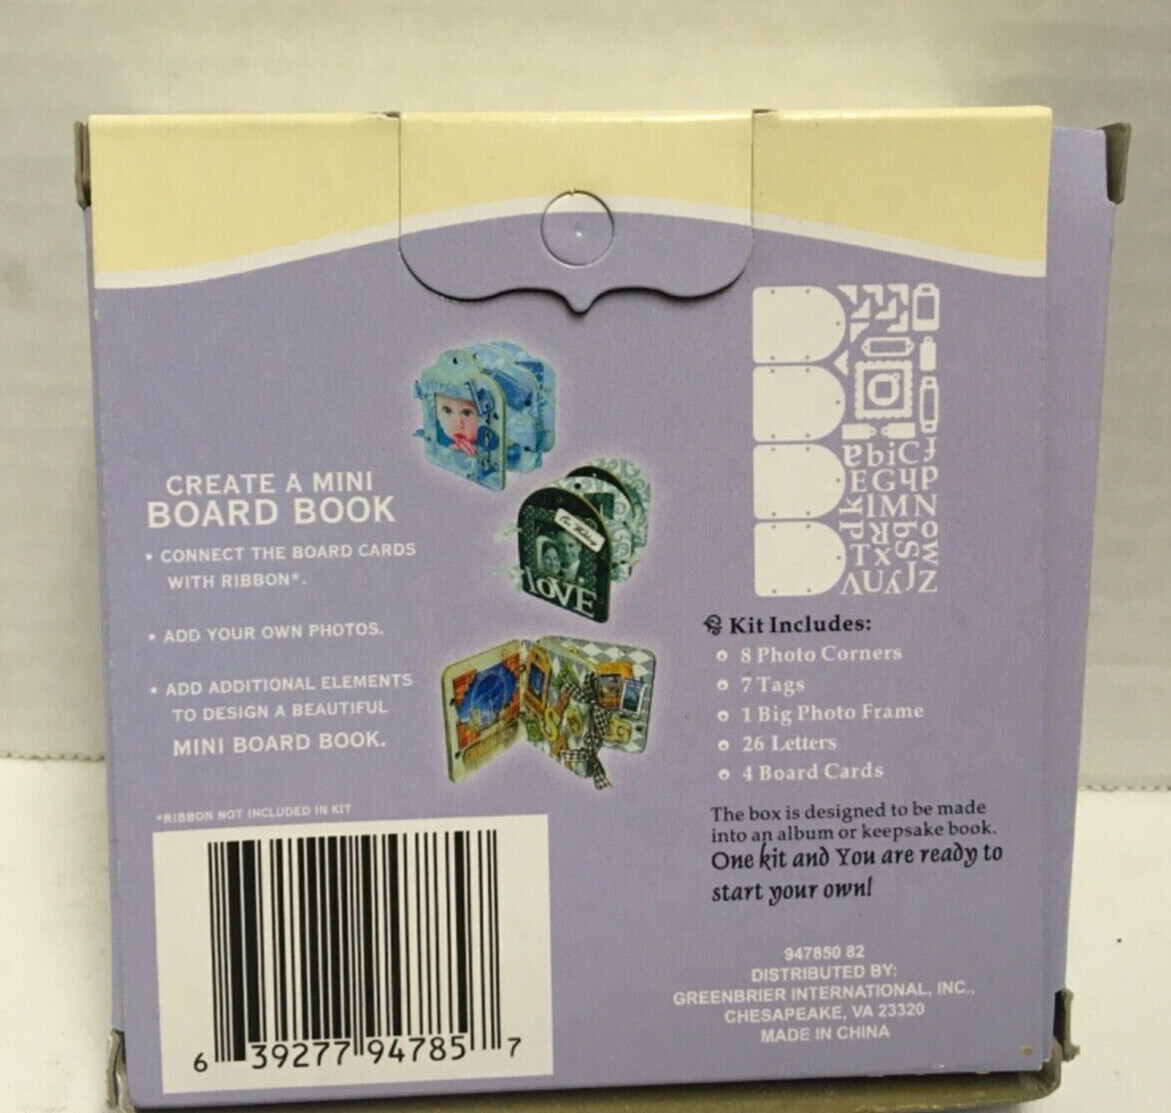 CREATE A MINI
BOARD BOOK
• CONNECT THE BOARD CARDS
WITH RIBBON*.
• ADD YOUR OWN PHOTOS.
• ADD ADDITIONAL ELEMENTS
TO DESIGN A BEAUTIFUL
MINI BOARD BOOK.
*RIBBON NOT INCLUDED IN KIT
6 39277 94785 7
LOVE
abiCf
EGyp
klMN
Kit Includes:
8 Photo Corners
7 Tags
1 Big Photo Frame
26 Letters
4 Board Cards
The box is designed to be made
into an album or keepsake book.
One kit and You are ready to
start your own!
947850 82
DISTRIBUTED BY:
GREENBRIER INTERNATIONAL, INC.,
CHESAPEAKE, VA 23320
MADE IN CHINA